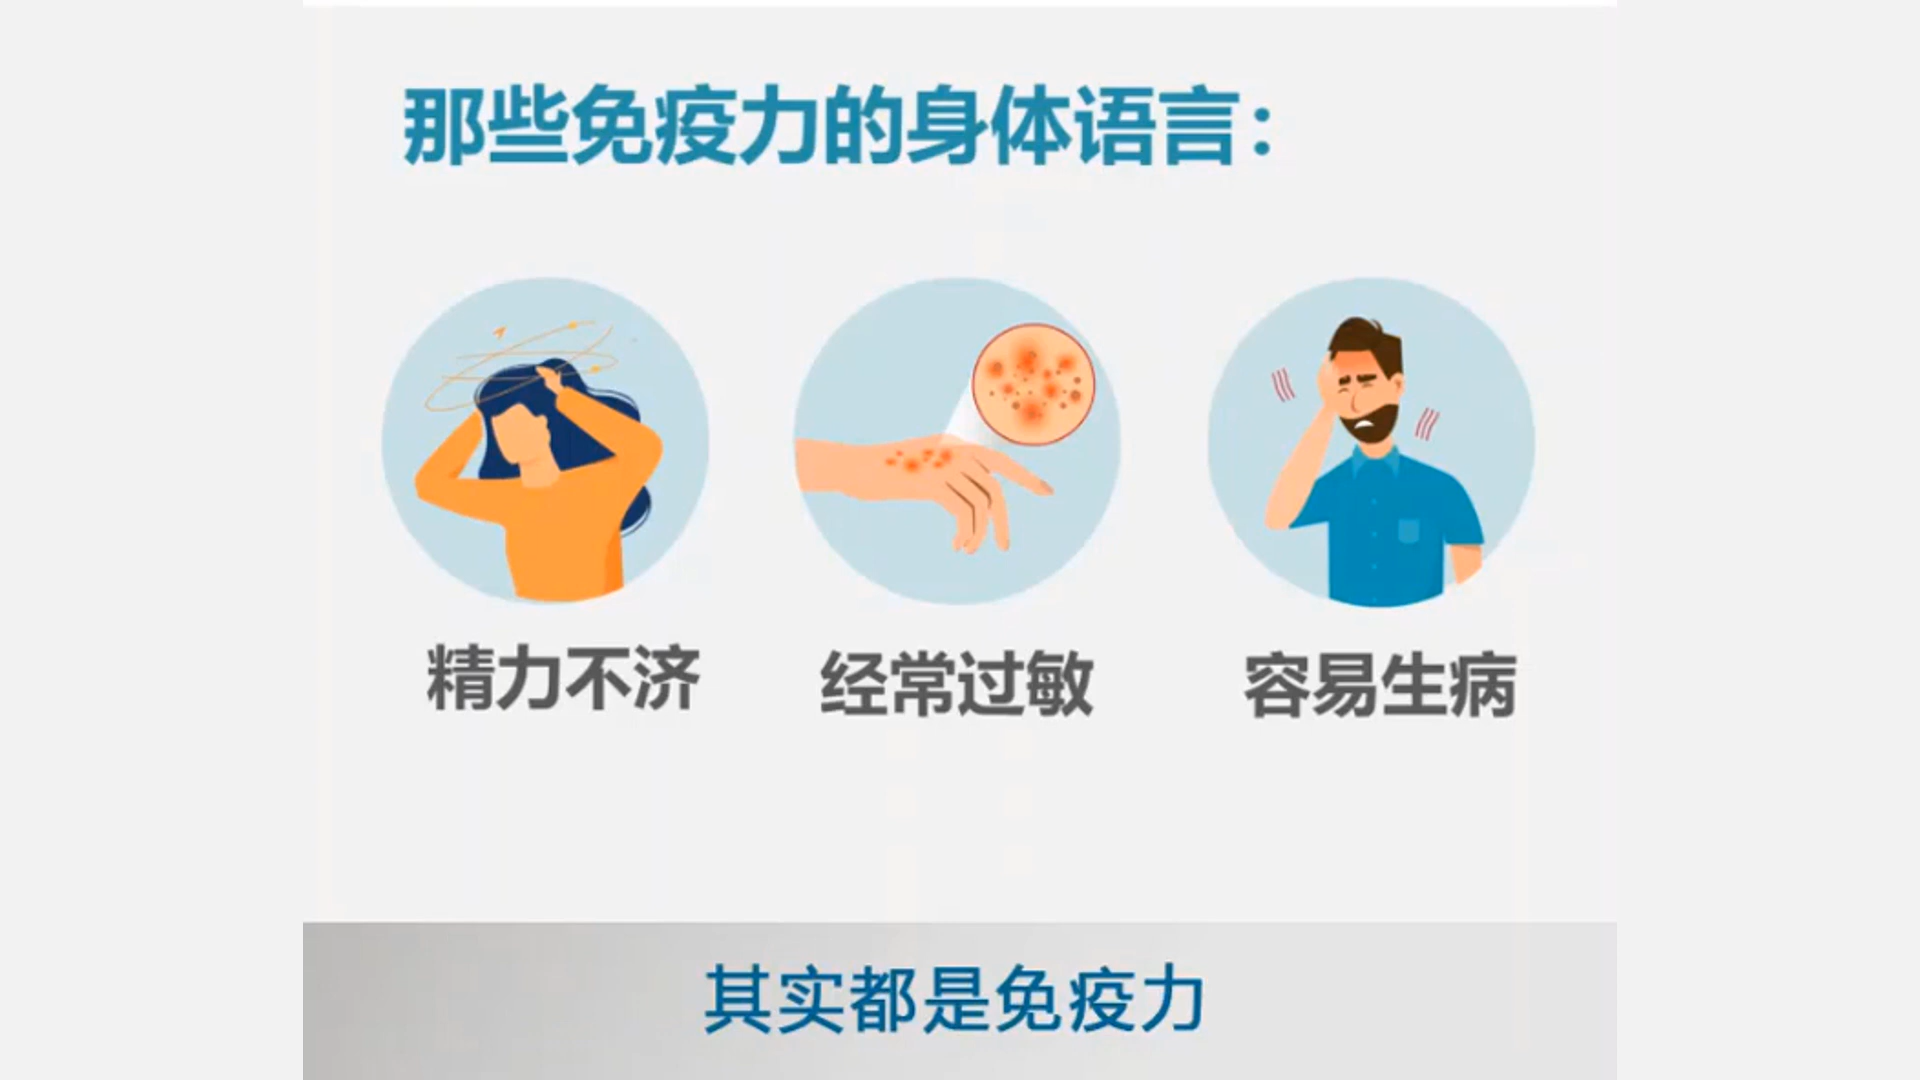 那些免疫力的身体语言：
精力不济
经常过敏
容易生病
其实都是免疫力